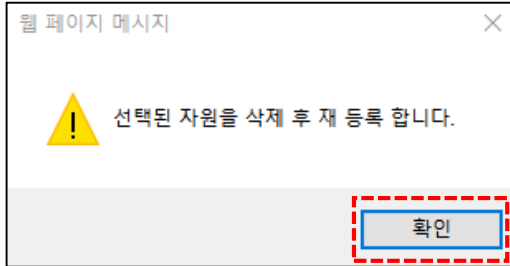 웹 페이지 메시지
선택된 자원을 삭제 후 재 등록 합니다.
확인